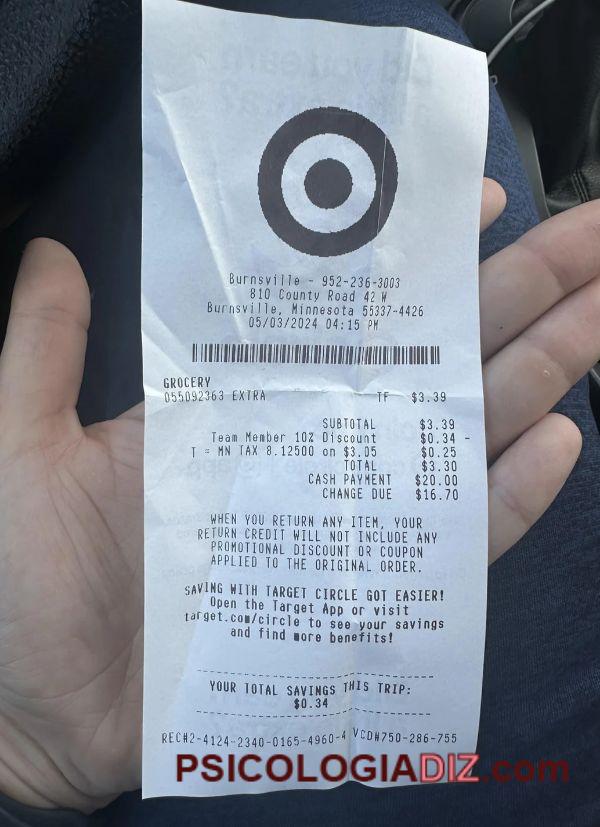 Burnsville - 952-236-3003
810 County Road 42 W
Burnsville, Minnesota 55337-4426
05/03/2024 04:15 PM
GROCERY
055092363 EXTRA TF $3.39
SUBTOTAL $3.39
Team Member 10% Discount $0.34 -
T = MN TAX 8.12500 on $3.05 $0.25
TOTAL $3.30
CASH PAYMENT $20.00
CHANGE DUE $16.70
WHEN YOU RETURN ANY ITEM, YOUR
RETURN CREDIT WILL NOT INCLUDE ANY
PROMOTIONAL DISCOUNT OR COUPON
APPLIED TO THE ORIGINAL ORDER.
SAVING WITH TARGET CIRCLE GOT EASIER!
Open the Target App or visit
target.com/circle to see your savings
and find more benefits!
YOUR TOTAL SAVINGS THIS TRIP:
$0.34
REC#2-4124-2340-0165-4960-4 VCD#750-286-755
PSICOLOGIADIZ.com